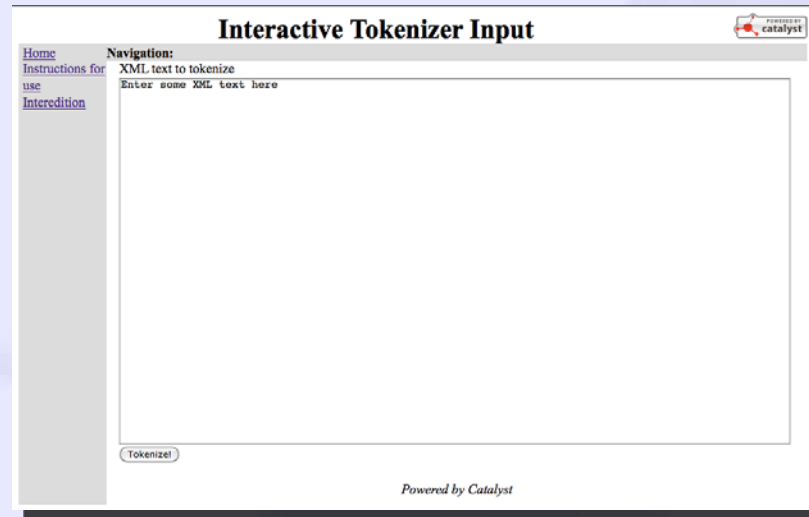 Interactive Tokenizer Input
POWERED BY
catalyst
Navigation:
Home
Instructions for
use
Interedition
XML text to tokenize
Enter some XML text here
Tokenize!
Powered by Catalyst